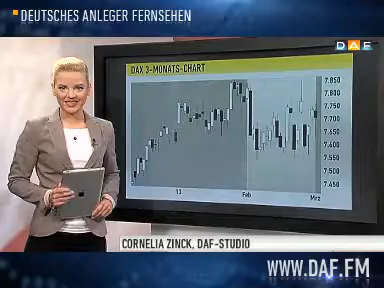 DEUTSCHES ANLEGER FERNSEHEN
DAF
DAX 3-MONATS-CHART
7.850
7.800
7.750
7.700
7.650
7.600
7.550
7.500
7.450
13
Feb
Mrz
CORNELIA ZINCK, DAF-STUDIO
WWW.DAF.FM